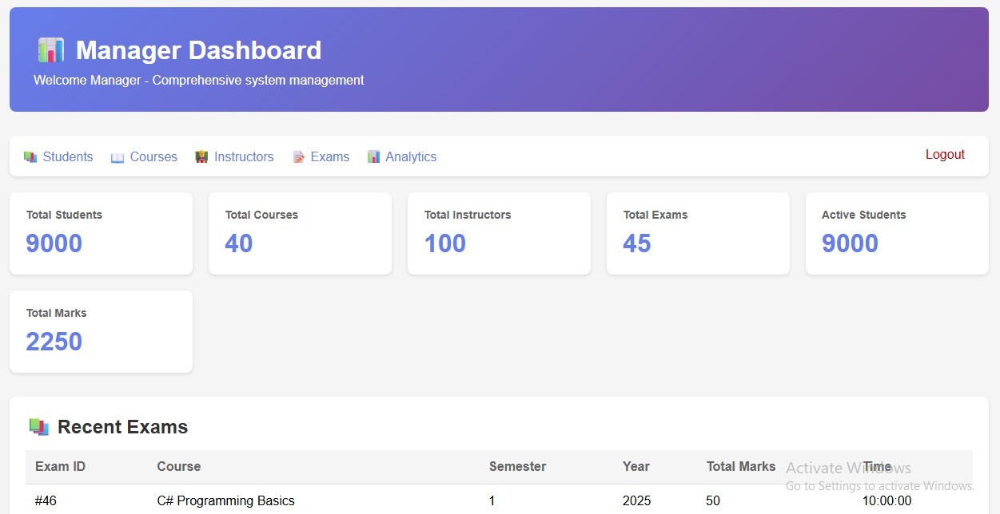 Manager Dashboard
Welcome Manager - Comprehensive system management
Students Courses Instructors Exams Analytics Logout
Total Students Total Courses Total Instructors Total Exams Active Students
9000 40 100 45 9000
Total Marks
2250
Recent Exams
Exam ID Course Semester Year Total Marks Time
Activate Windows
Go to Settings to activate Windows.
#46 C# Programming Basics 1 2025 50 10:00:00